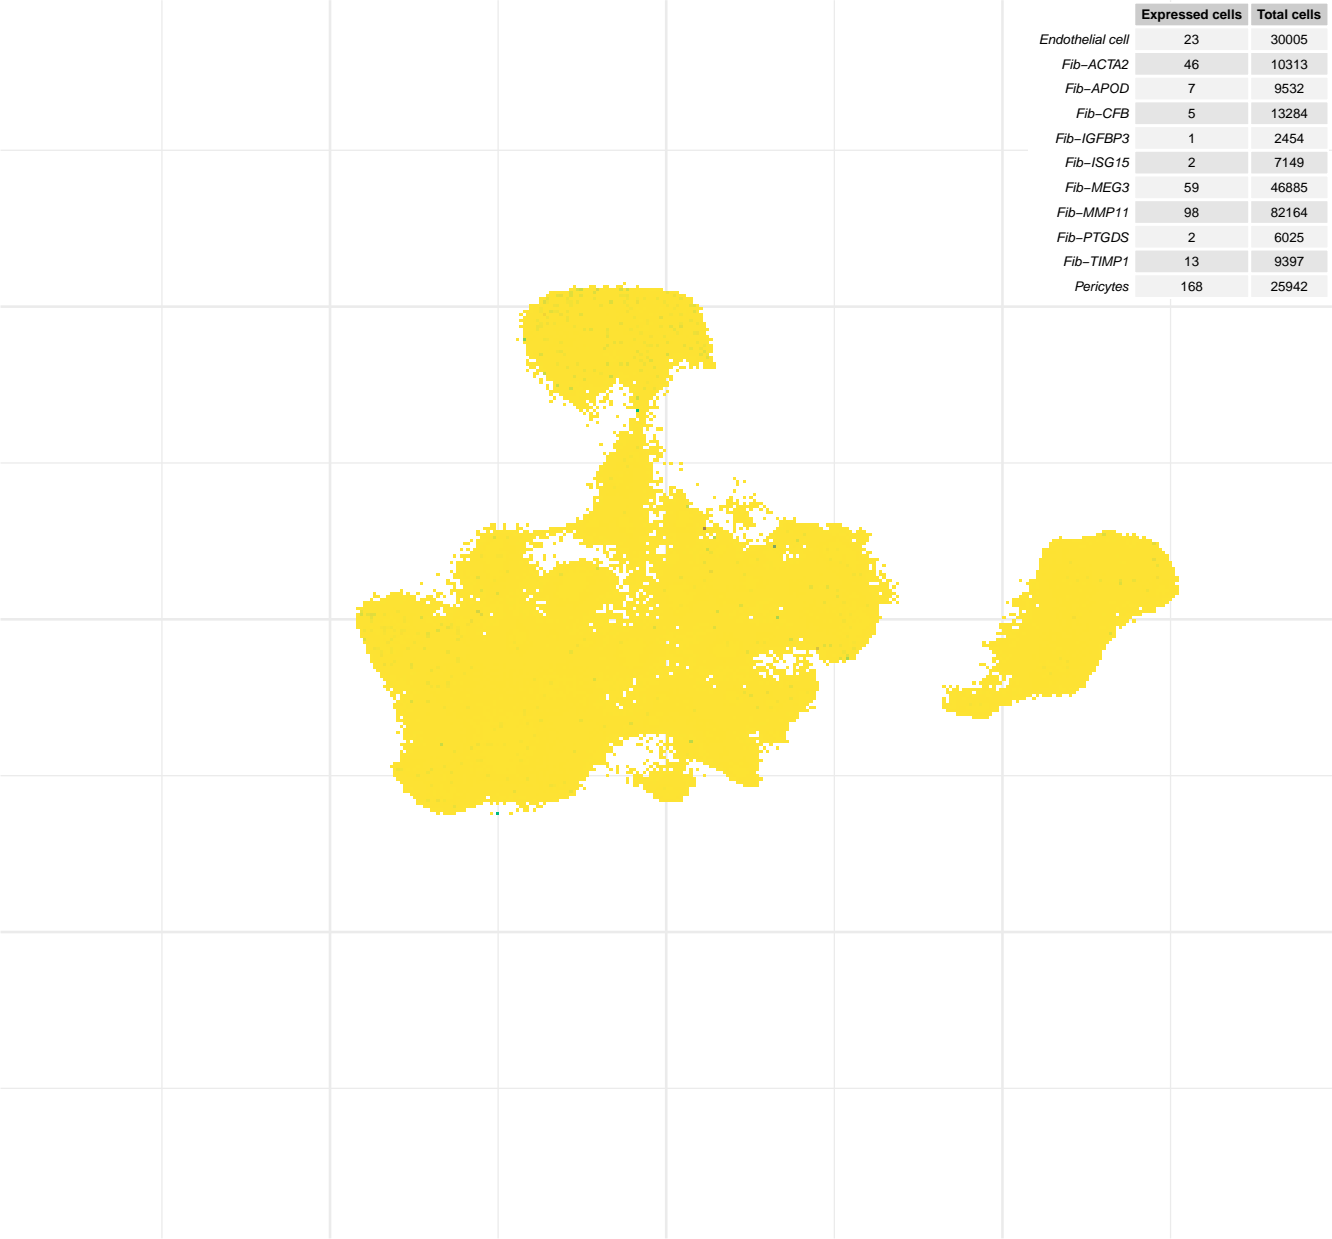 Expressed cells Total cells
Endothelial cell 23 30005
Fib−ACTA2 46 10313
Fib−APOD 7 9532
Fib−CFB 5 13284
Fib−IGFBP3 1 2454
Fib−ISG15 2 7149
Fib−MEG3 59 46885
Fib−MMP11 98 82164
Fib−PTGDS 2 6025
Fib−TIMP1 13 9397
Pericytes 168 25942